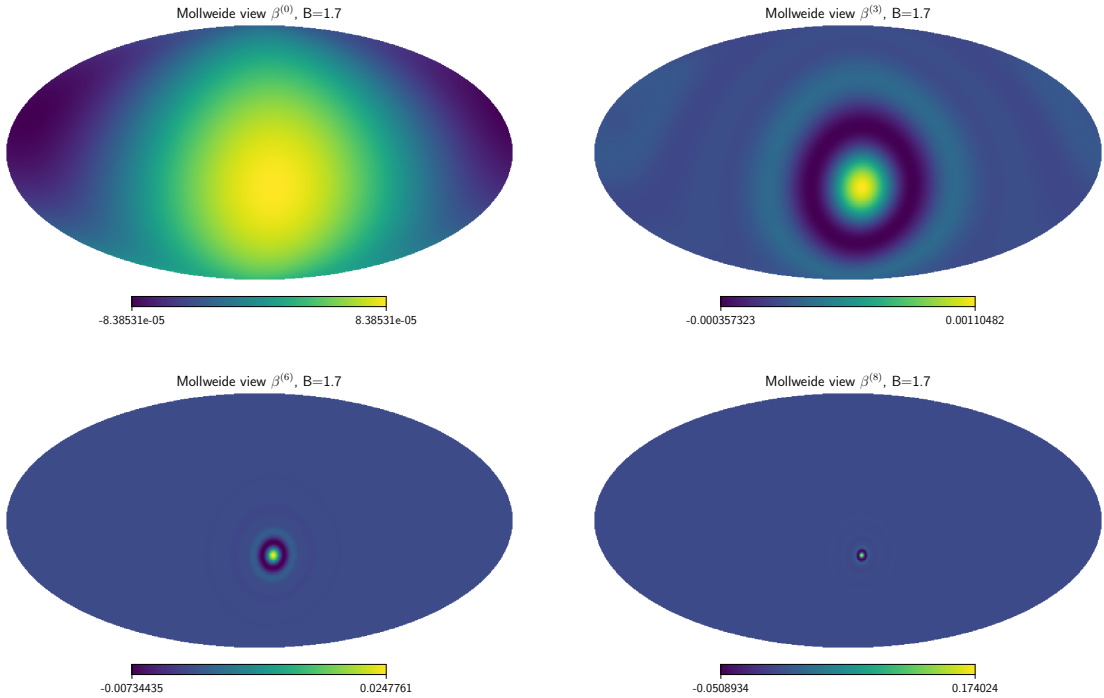 Mollweide view β^(0), B=1.7
-8.38531e-05 8.38531e-05
Mollweide view β^(3), B=1.7
-0.000357323 0.00110482
Mollweide view β^(6), B=1.7
-0.00734435 0.0247761
Mollweide view β^(8), B=1.7
-0.0508934 0.174024